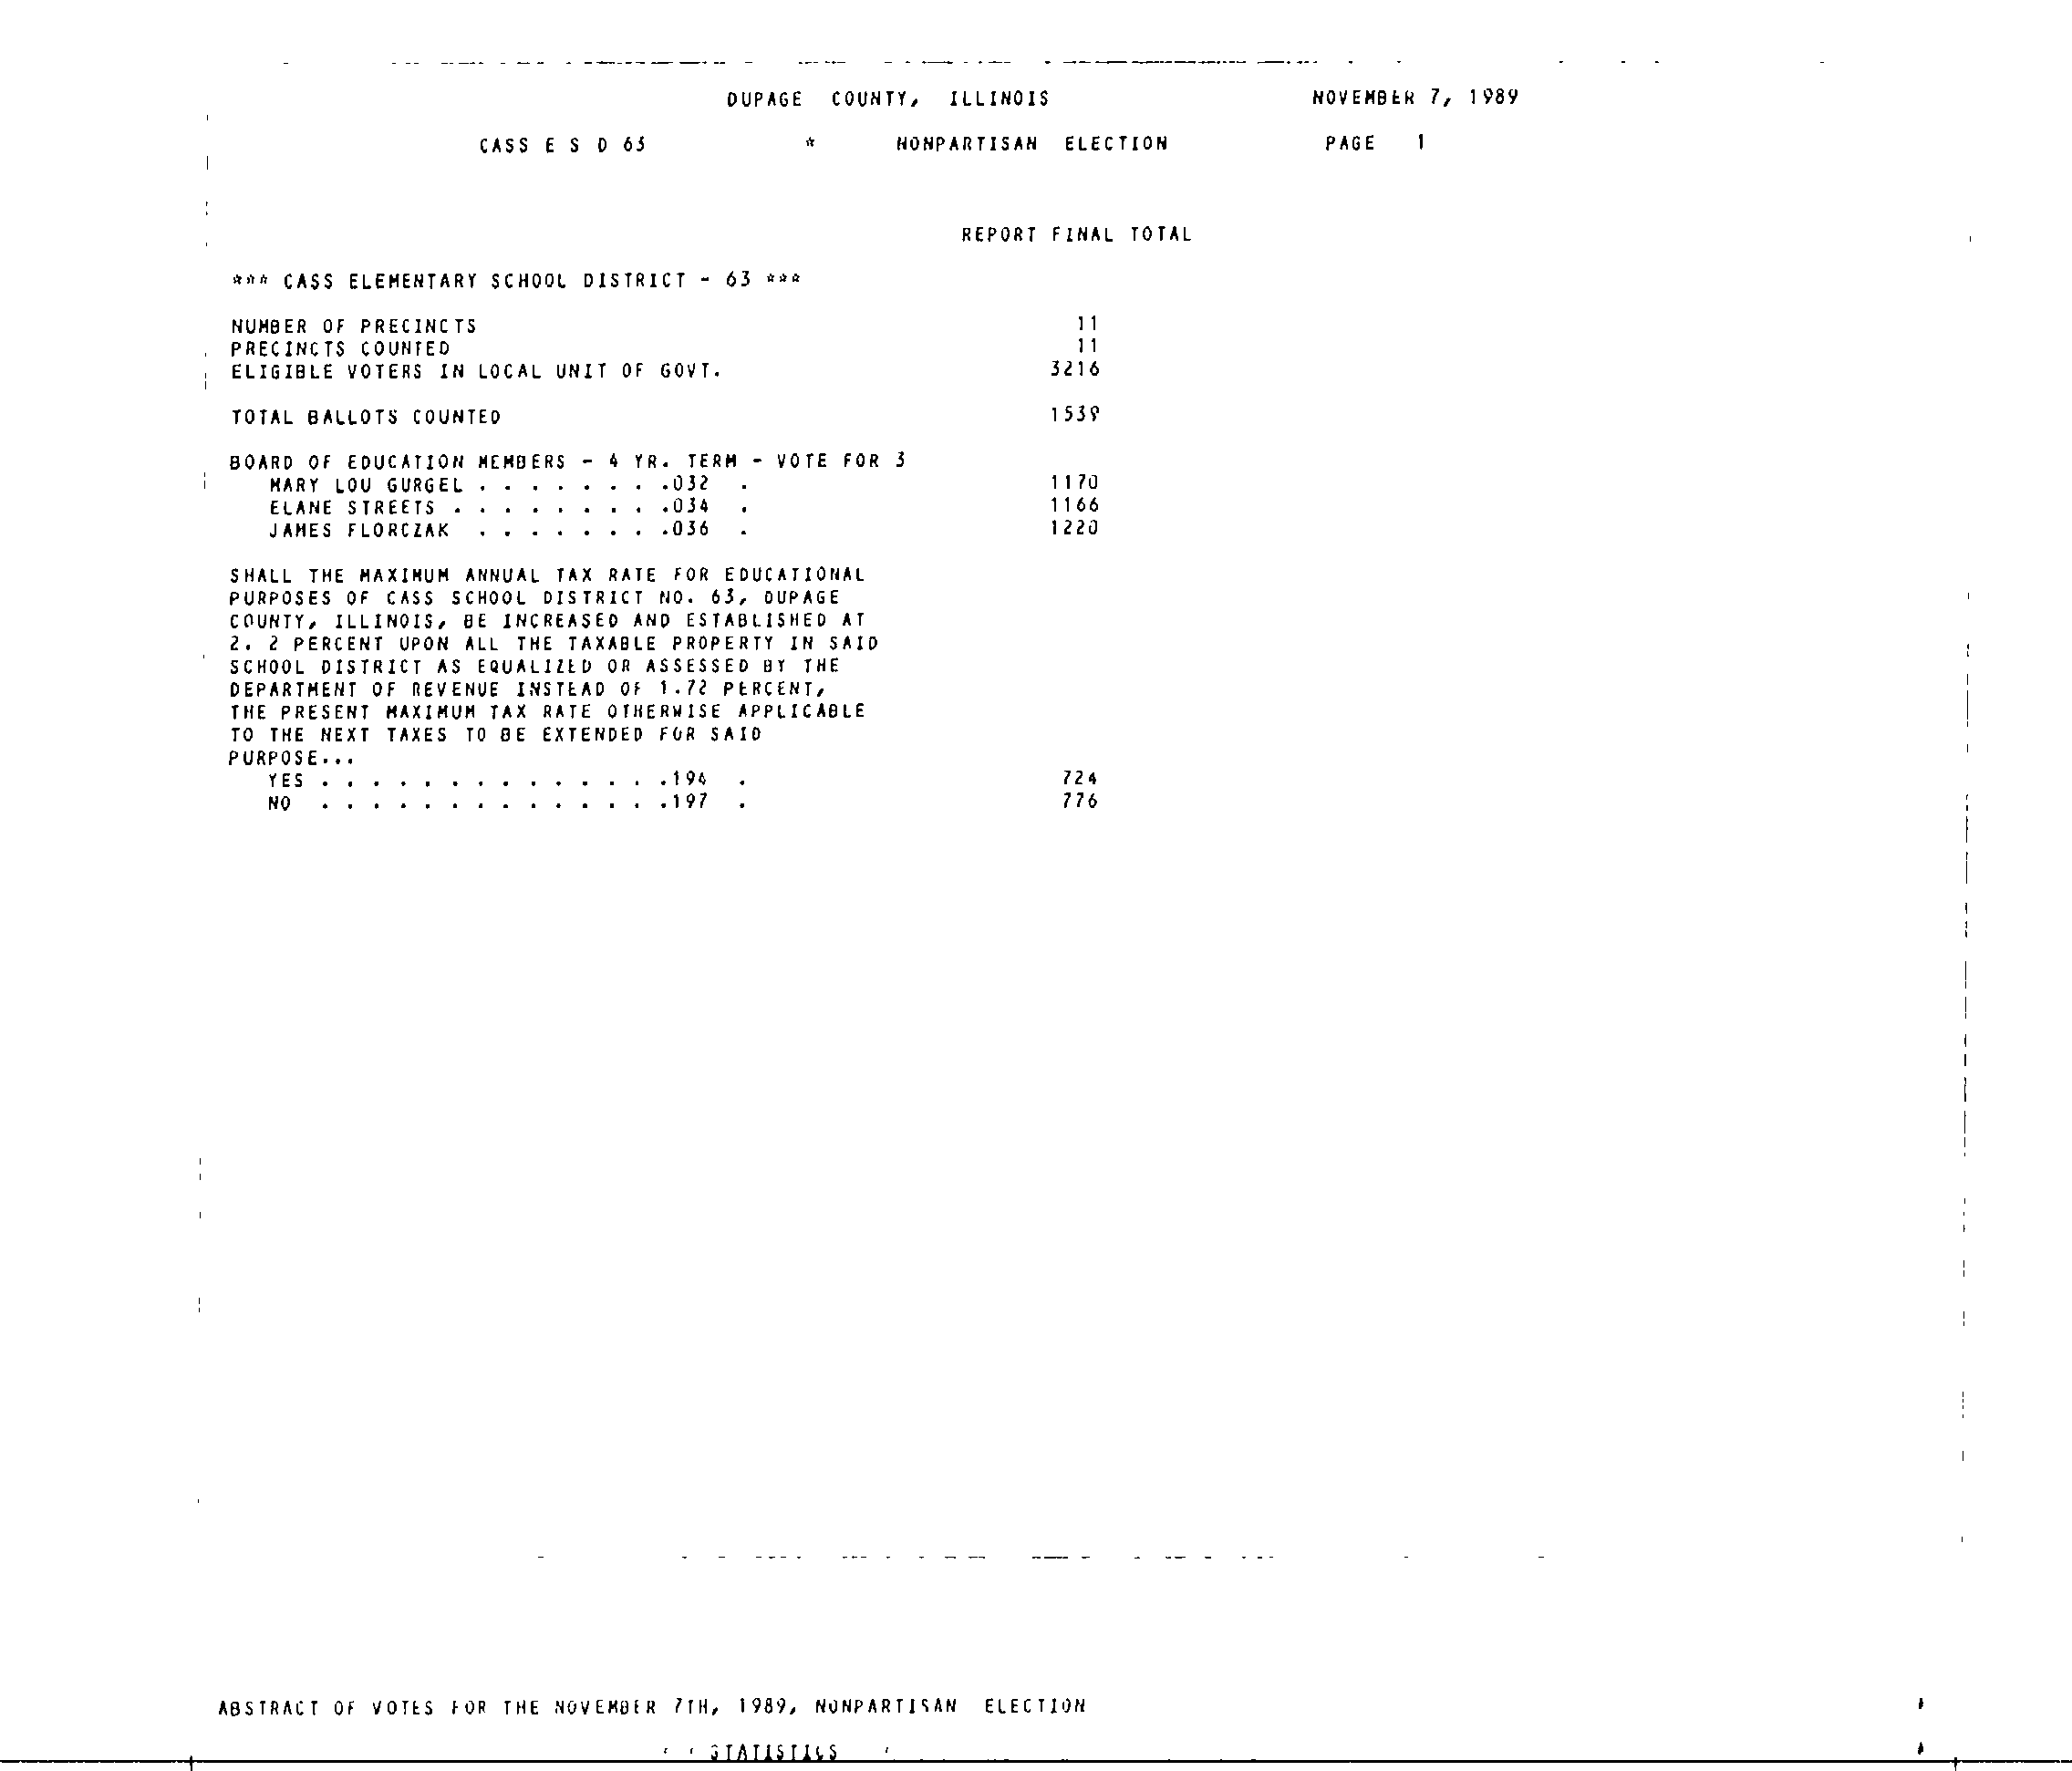 DUPAGE COUNTY, ILLINOIS NOVEMBER 7, 1989
CASS E S D 63 * NONPARTISAN ELECTION PAGE 1
REPORT FINAL TOTAL
*** CASS ELEMENTARY SCHOOL DISTRICT - 63 ***
NUMBER OF PRECINCTS 11
PRECINCTS COUNTED 11
ELIGIBLE VOTERS IN LOCAL UNIT OF GOVT. 3216
TOTAL BALLOTS COUNTED 1539
BOARD OF EDUCATION MEMBERS - 4 YR. TERM - VOTE FOR 3
MARY LOU GURGEL . . . . . . . .032 . 1170
ELANE STREETS . . . . . . . . .034 . 1166
JAMES FLORCZAK . . . . . . . .036 . 1220
SHALL THE MAXIMUM ANNUAL TAX RATE FOR EDUCATIONAL
PURPOSES OF CASS SCHOOL DISTRICT NO. 63, DUPAGE
COUNTY, ILLINOIS, BE INCREASED AND ESTABLISHED AT
2. 2 PERCENT UPON ALL THE TAXABLE PROPERTY IN SAID
SCHOOL DISTRICT AS EQUALIZED OR ASSESSED BY THE
DEPARTMENT OF REVENUE INSTEAD OF 1.72 PERCENT,
THE PRESENT MAXIMUM TAX RATE OTHERWISE APPLICABLE
TO THE NEXT TAXES TO BE EXTENDED FOR SAID
PURPOSE...
YES . . . . . . . . . . . . . .194 . 724
NO . . . . . . . . . . . . . .197 . 776
ABSTRACT OF VOTES FOR THE NOVEMBER 7TH, 1989, NONPARTISAN ELECTION
STATISTICS